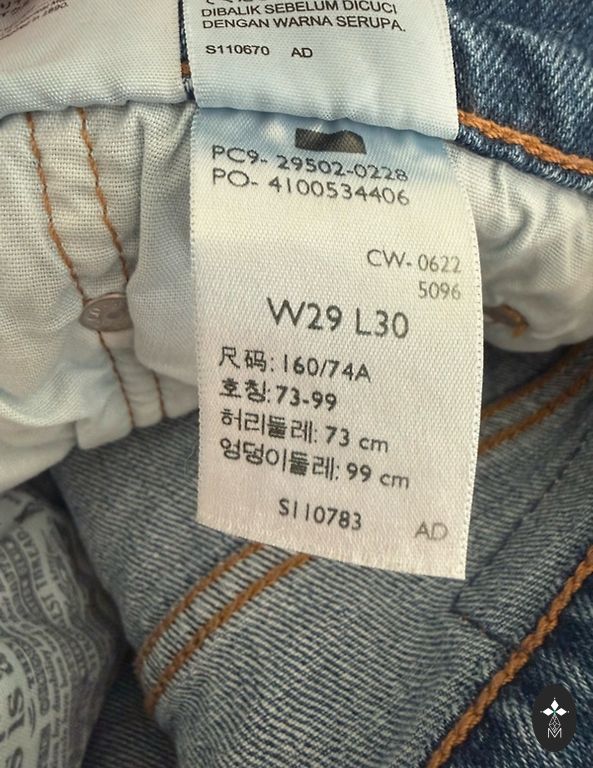 DIBALIK SEBELUM DICUCI
DENGAN WARNA SERUPA.
S110670 AD
PC9- 29502-0228
PO- 4100534406
CW- 0622
5096
W29 L30
尺码: 160/74A
호칭: 73-99
허리둘레: 73 cm
엉덩이둘레: 99 cm
S110783 AD